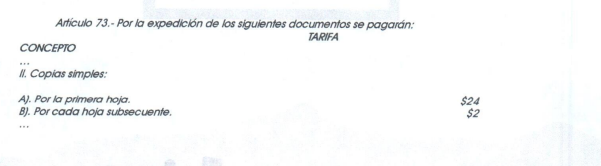 Artículo 73.- Por la expedición de los siguientes documentos se pagarán:
TARIFA
CONCEPTO
...
II. Copias simples:
A). Por la primera hoja. $24
B). Por cada hoja subsecuente. $2
...